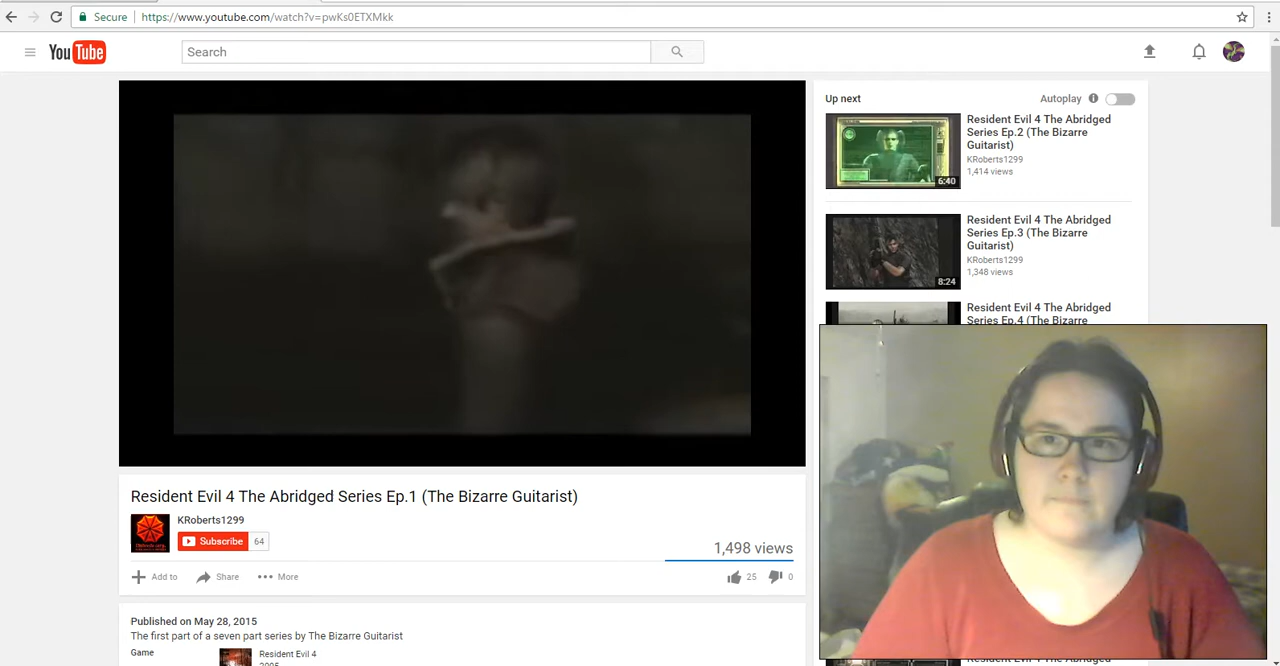 Secure
https://www.youtube.com/watch?v=pwKs0ETXMkk
YouTube
Search
Up next
Autoplay
Resident Evil 4 The Abridged
Series Ep.2 (The Bizarre
Guitarist)
KRoberts1299
1,414 views
6:40
Resident Evil 4 The Abridged
Series Ep.3 (The Bizarre
Guitarist)
KRoberts1299
1,348 views
8:24
Resident Evil 4 The Abridged
Series Ep.4 (The Bizarre
Resident Evil 4 The Abridged Series Ep.1 (The Bizarre Guitarist)
KRoberts1299
Subscribe
64
1,498 views
Add to
Share
More
25
0
Published on May 28, 2015
The first part of a seven part series by The Bizarre Guitarist
Game
Resident Evil 4
2005